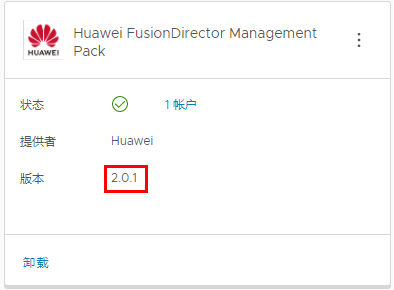 HUAWEI
Huawei FusionDirector Management
Pack
状态 1 帐户
提供者 Huawei
版本 2.0.1
卸载